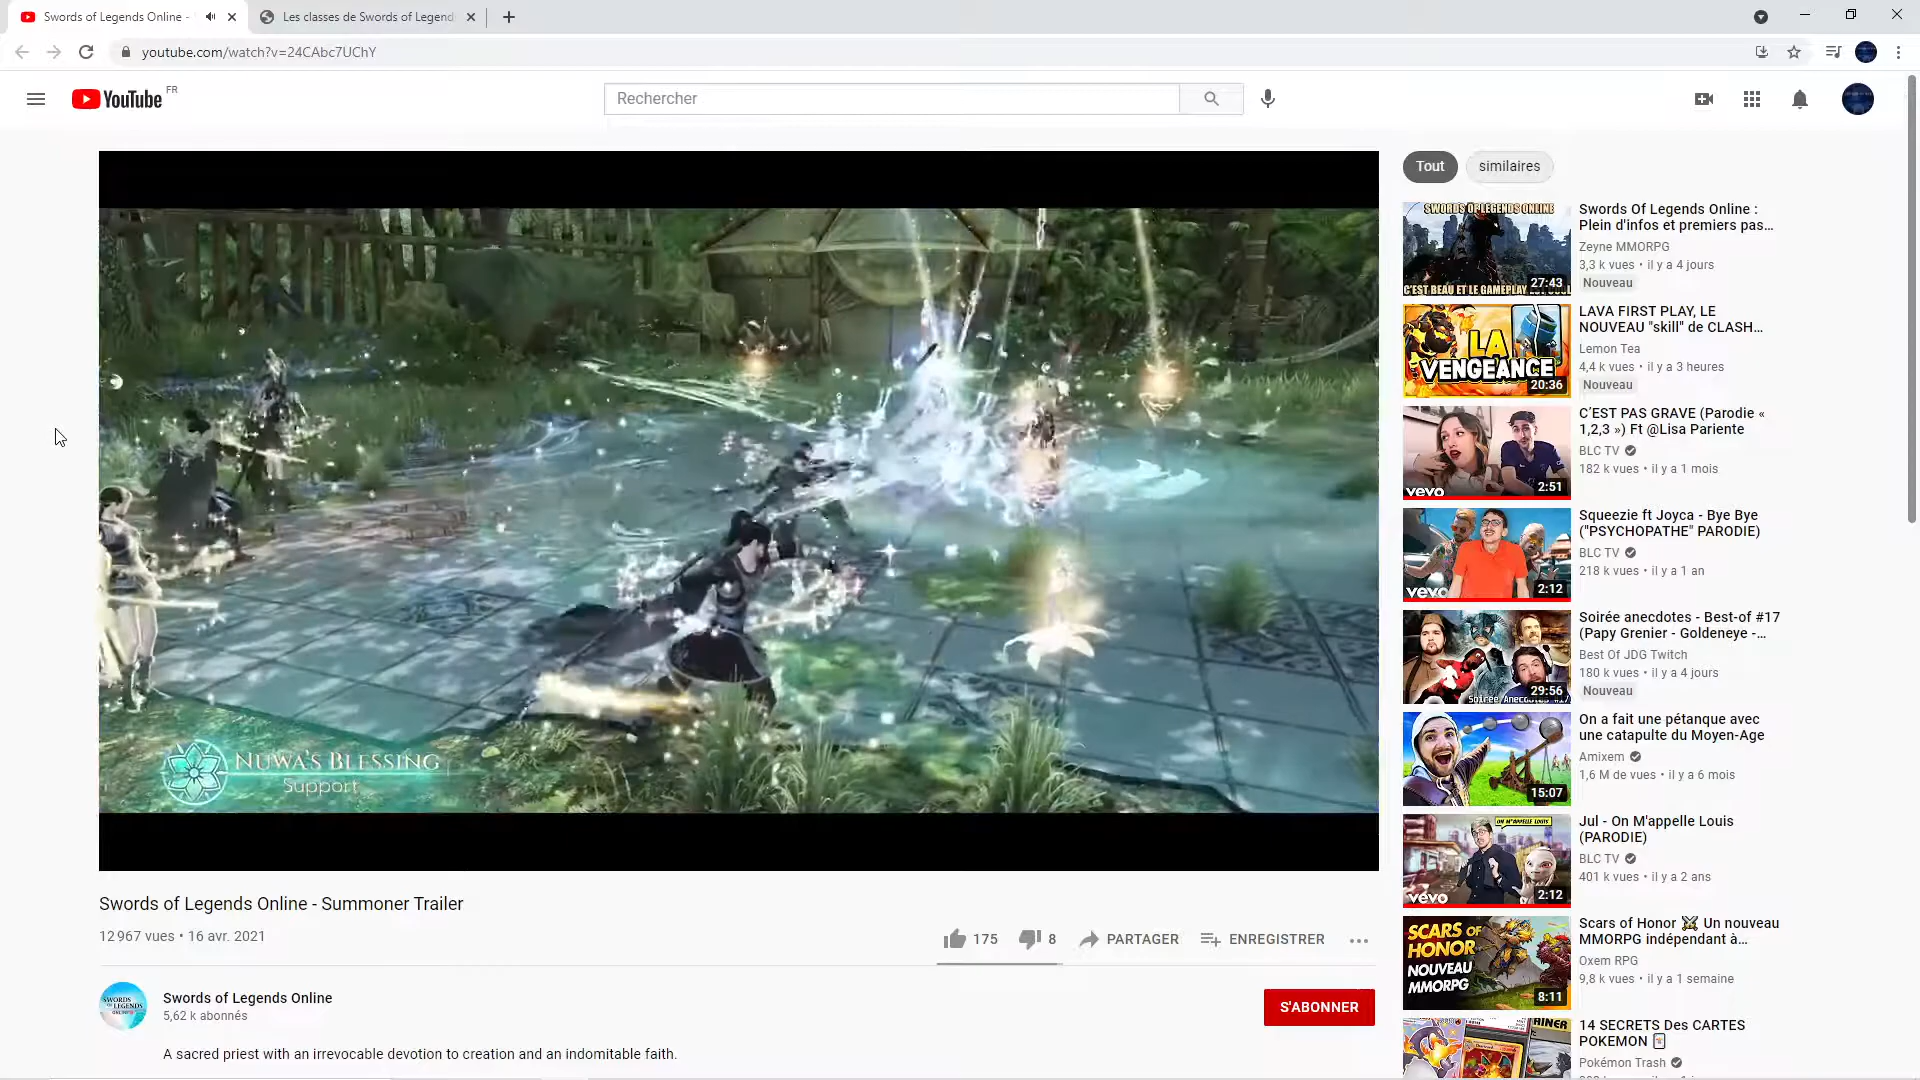 Swords of Legends Online -
Les classes de Swords of Legend
youtube.com/watch?v=24CAbc7UChY
YouTube FR
Rechercher
NUWA'S BLESSING
Support
Swords of Legends Online - Summoner Trailer
12 967 vues • 16 avr. 2021
175
8
PARTAGER
ENREGISTRER
SWORDS OF LEGENDS ONLINE
Swords of Legends Online
5,62 k abonnés
S'ABONNER
A sacred priest with an irrevocable devotion to creation and an indomitable faith.
Tout
similaires
SWORDS OF LEGENDS ONLINE
27:43
Swords Of Legends Online :
Plein d'infos et premiers pas...
Zeyne MMORPG
3,3 k vues • il y a 4 jours
Nouveau
LA
VENGEANCE
20:36
LAVA FIRST PLAY, LE
NOUVEAU "skill" de CLASH...
Lemon Tea
4,4 k vues • il y a 3 heures
Nouveau
vevo
2:51
C'EST PAS GRAVE (Parodie «
1,2,3 ») Ft @Lisa Pariente
BLC TV
182 k vues • il y a 1 mois
vevo
2:12
Squeezie ft Joyca - Bye Bye
("PSYCHOPATHE" PARODIE)
BLC TV
218 k vues • il y a 1 an
29:56
Soirée anecdotes - Best-of #17
(Papy Grenier - Goldeneye -...
Best Of JDG Twitch
180 k vues • il y a 4 jours
Nouveau
15:07
On a fait une pétanque avec
une catapulte du Moyen-Age
Amixem
1,6 M de vues • il y a 6 mois
ON M'APPELLE LOUIS
vevo
2:12
Jul - On M'appelle Louis
(PARODIE)
BLC TV
401 k vues • il y a 2 ans
SCARS OF
HONOR
NOUVEAU
MMORPG
8:11
Scars of Honor ⚔ Un nouveau
MMORPG indépendant à...
Oxem RPG
9,8 k vues • il y a 1 semaine
14 SECRETS Des CARTES
POKEMON
Pokémon Trash